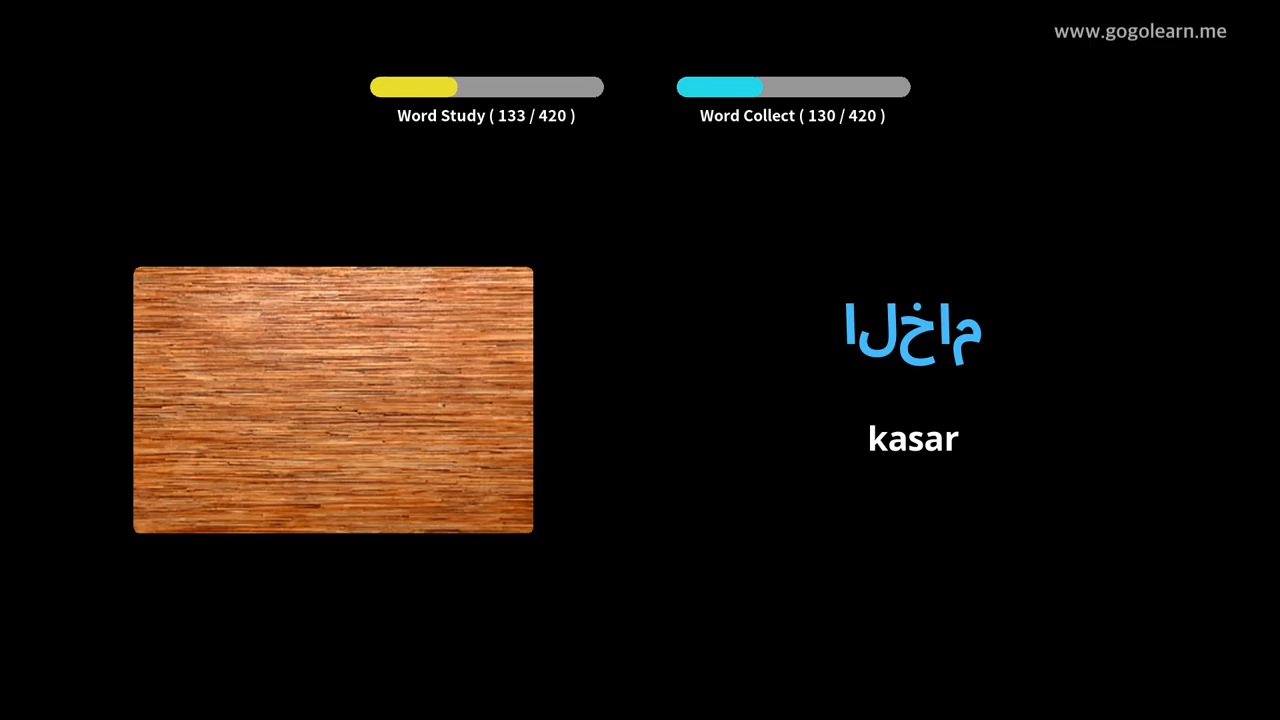 www.gogolearn.me
Word Study ( 133 / 420 )
Word Collect ( 130 / 420 )
الخام
kasar